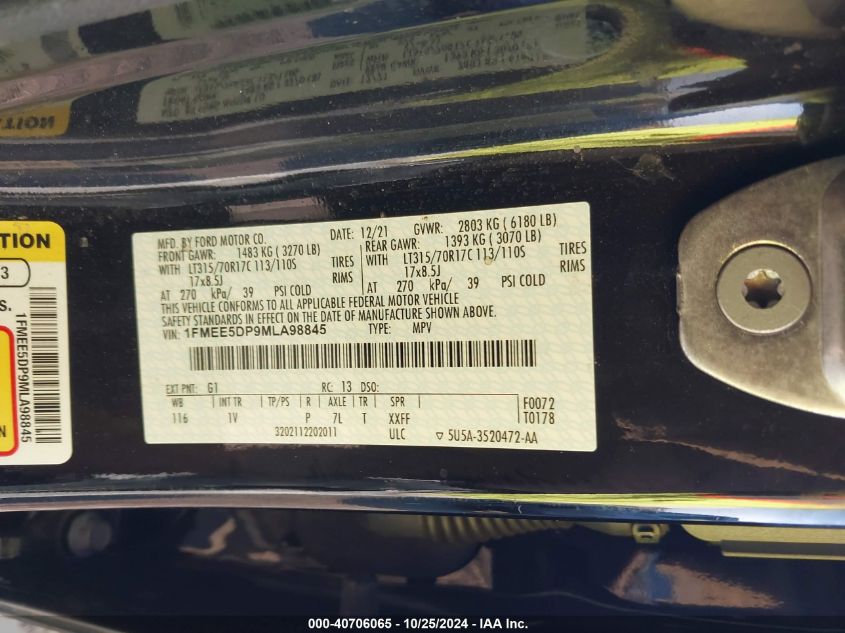 MFD. BY FORD MOTOR CO. DATE: 12/21 GVWR: 2803 KG ( 6180 LB)
FRONT GAWR: 1483 KG ( 3270 LB) REAR GAWR: 1393 KG ( 3070 LB)
WITH LT315/70R17C 113/110S TIRES WITH LT315/70R17C 113/110S TIRES
17x8.5J RIMS 17x8.5J RIMS
AT 270 kPa/ 39 PSI COLD AT 270 kPa/ 39 PSI COLD
THIS VEHICLE CONFORMS TO ALL APPLICABLE FEDERAL MOTOR VEHICLE
SAFETY STANDARDS IN EFFECT ON THE DATE OF MANUFACTURE SHOWN ABOVE.
VIN: 1FMEE5DP9MLA98845 TYPE: MPV
EXT PNT: G1 RC: 13 DSO:
WB INT TR TP/PS R AXLE TR SPR F0072
116 1V P 7L T XXFF T0178
3202112202011 ULC ▽ 5U5A-3520472-AA
TION
3
S.
1FMEE5DP9MLA98845
N
000-40706065 - 10/25/2024 - IAA Inc.